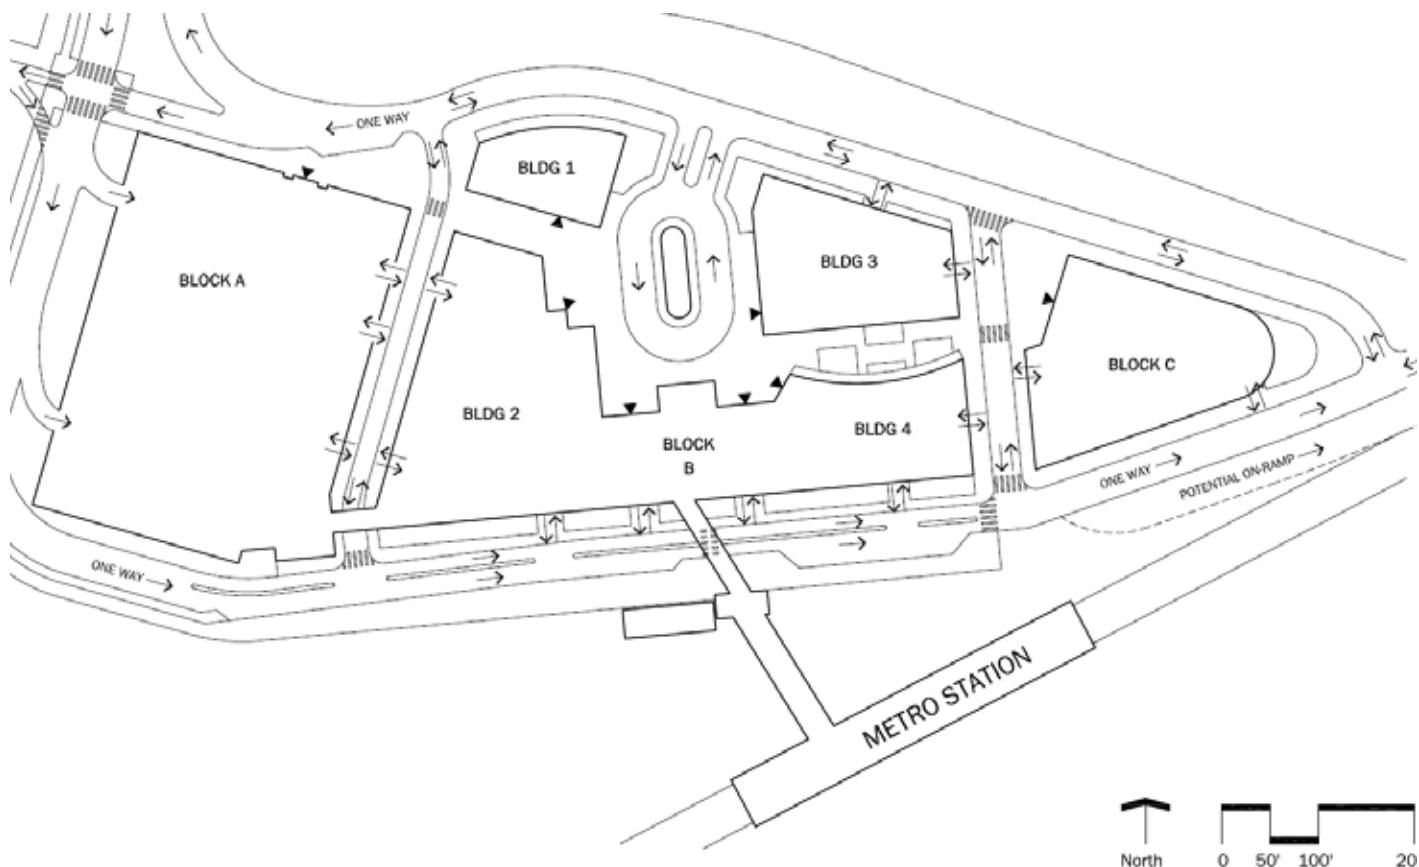 ONE WAY
BLDG 1
BLOCK A
BLDG 3
BLOCK C
BLDG 2
BLDG 4
BLOCK
B
ONE WAY
POTENTIAL ON-RAMP
ONE WAY
METRO STATION
North
0 50' 100' 20